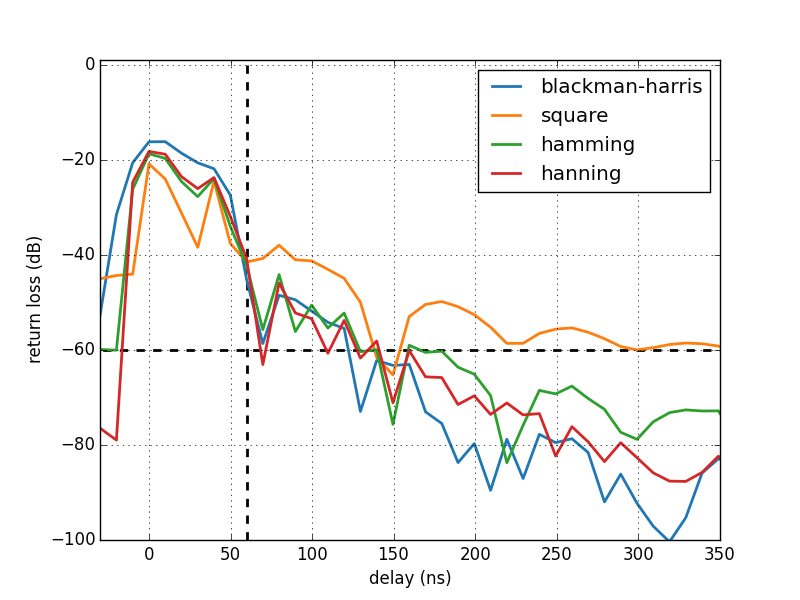 0
−20
−40
−60
−80
−100
return loss (dB)
blackman-harris
square
hamming
hanning
0 50 100 150 200 250 300 350
delay (ns)